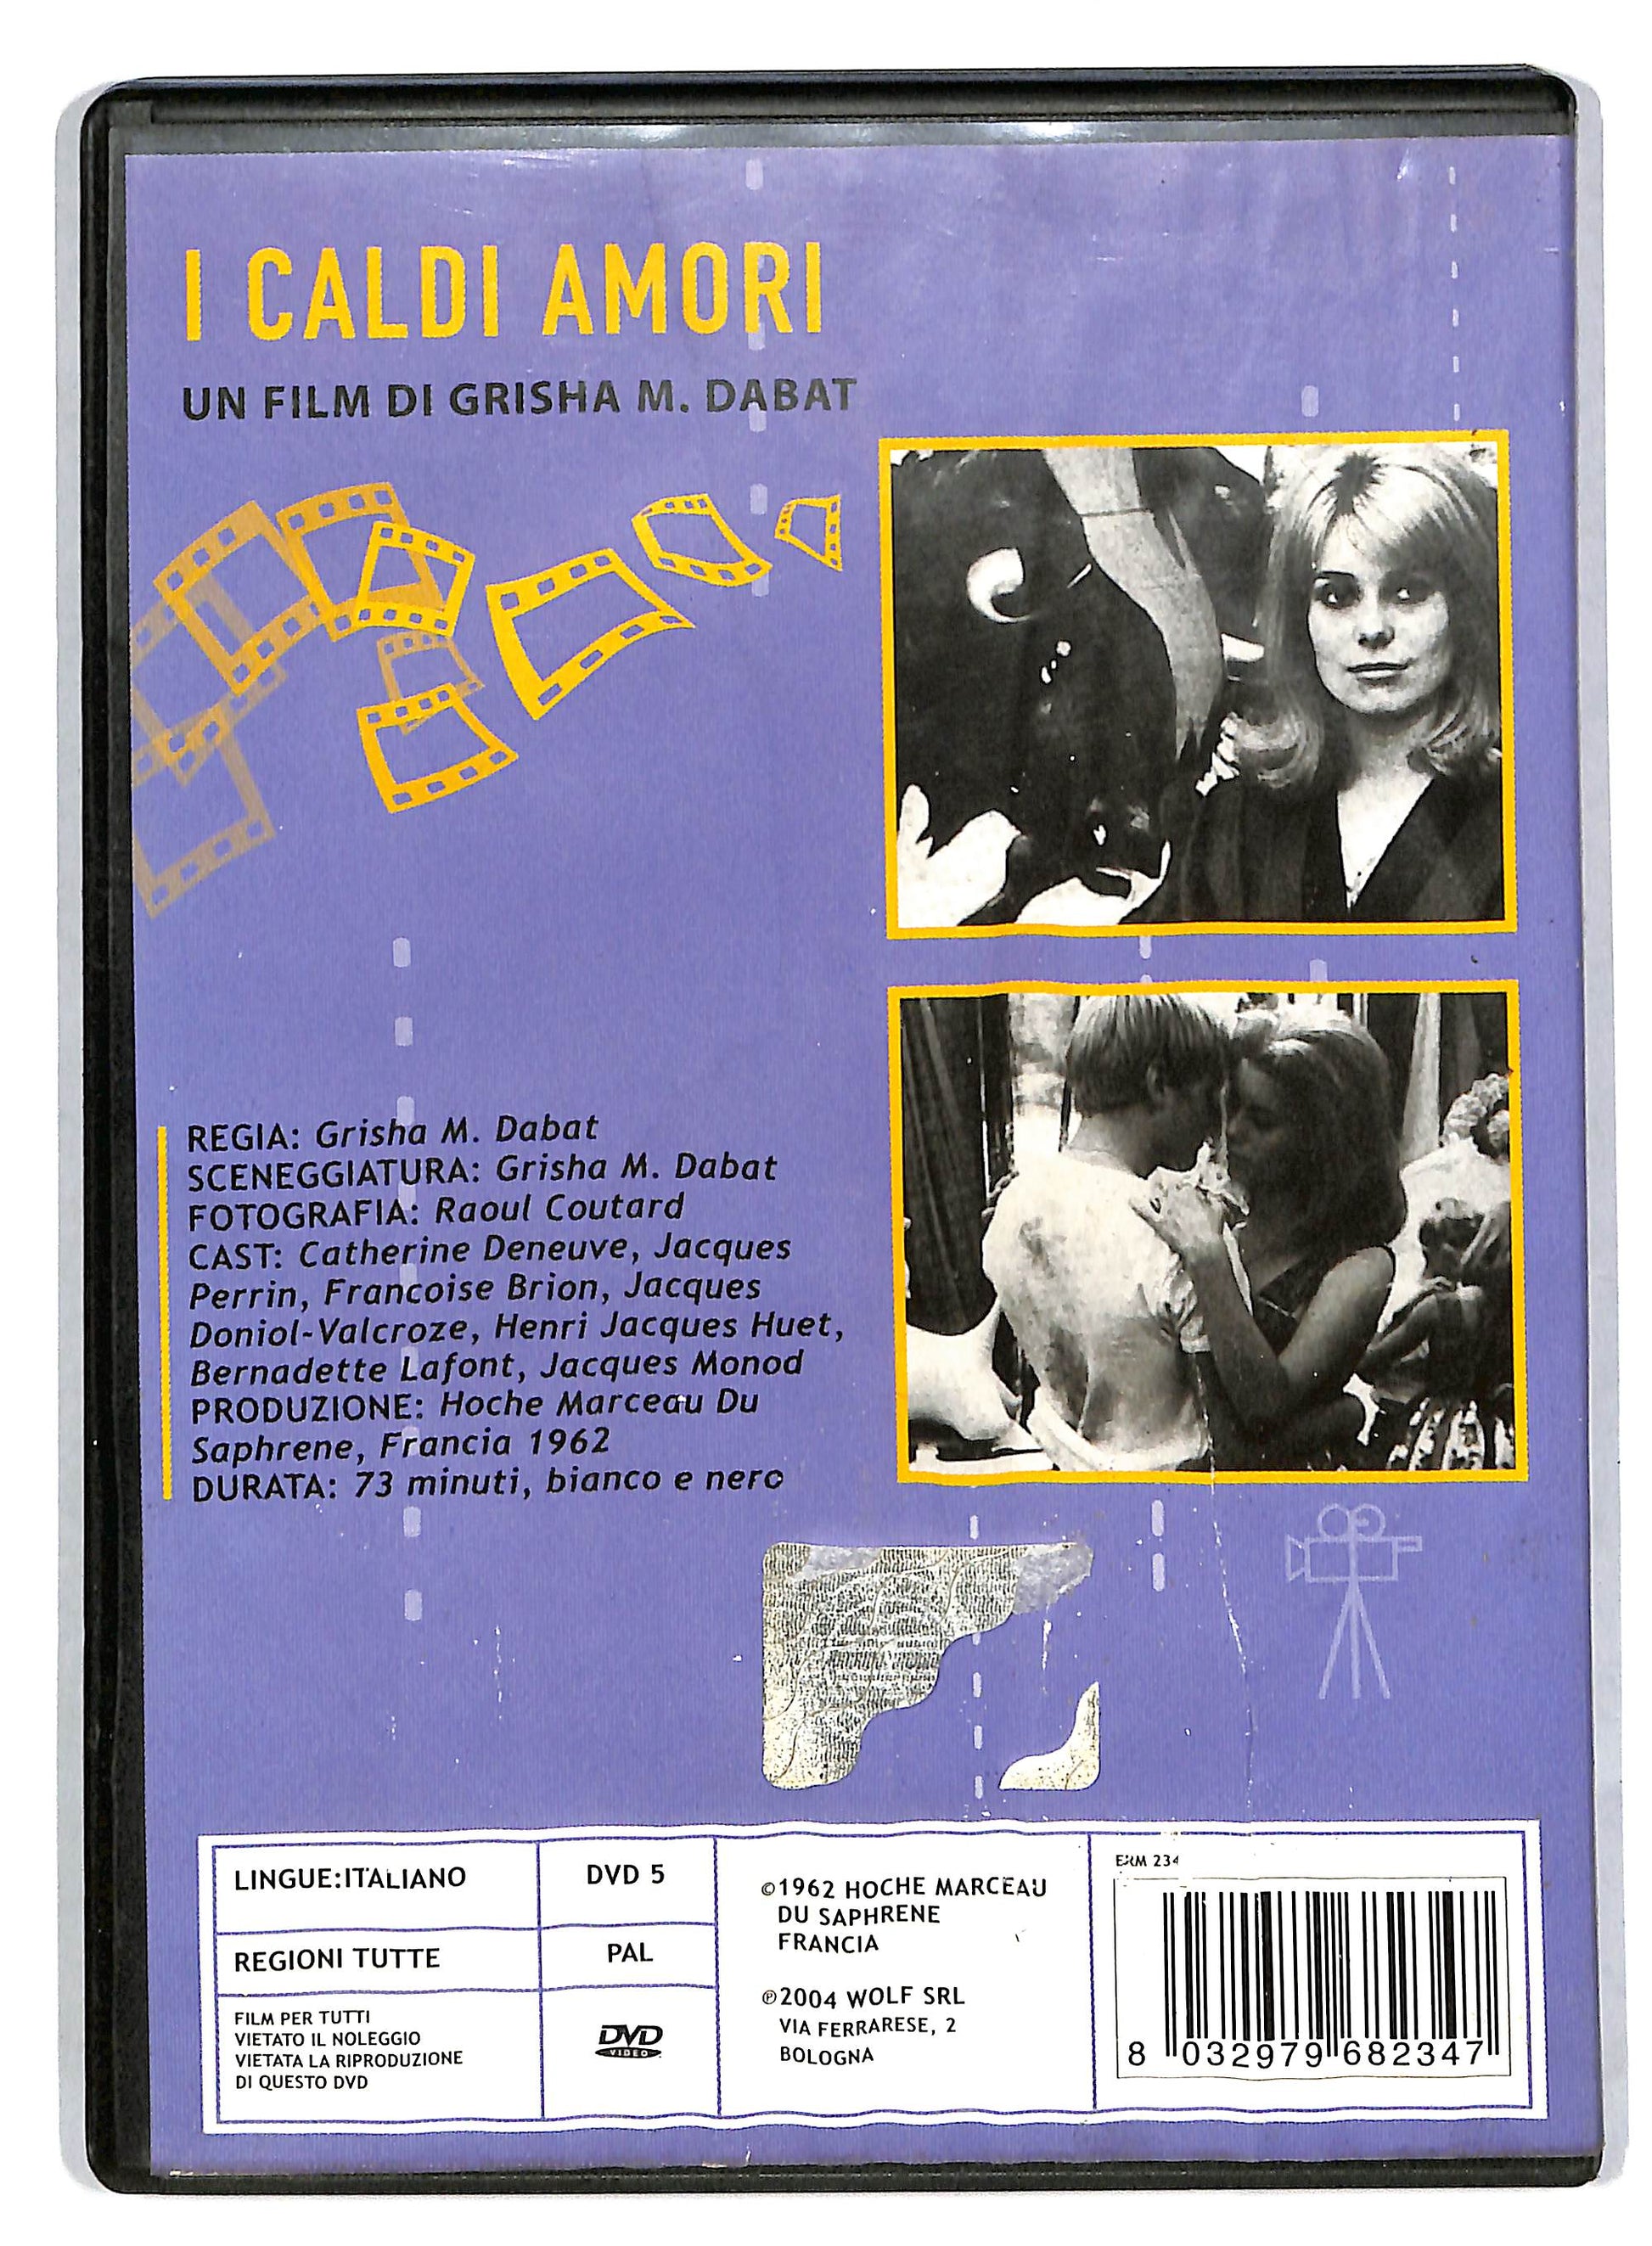 I CALDI AMORI
UN FILM DI GRISHA M. DABAT
REGIA: Grisha M. Dabat
SCENEGGIATURA: Grisha M. Dabat
FOTOGRAFIA: Raoul Coutard
CAST: Catherine Deneuve, Jacques
Perrin, Francoise Brion, Jacques
Doniol-Valcroze, Henri Jacques Huet,
Bernadette Lafont, Jacques Monod
PRODUZIONE: Hoche Marceau Du
Saphrene, Francia 1962
DURATA: 73 minuti, bianco e nero
LINGUE:ITALIANO
DVD 5
REGIONI TUTTE
PAL
FILM PER TUTTI
VIETATO IL NOLEGGIO
VIETATA LA RIPRODUZIONE
DI QUESTO DVD
DVD
VIDEO
©1962 HOCHE MARCEAU
DU SAPHRENE
FRANCIA
℗2004 WOLF SRL
VIA FERRARESE, 2
BOLOGNA
ERM 234
8 032979 682347